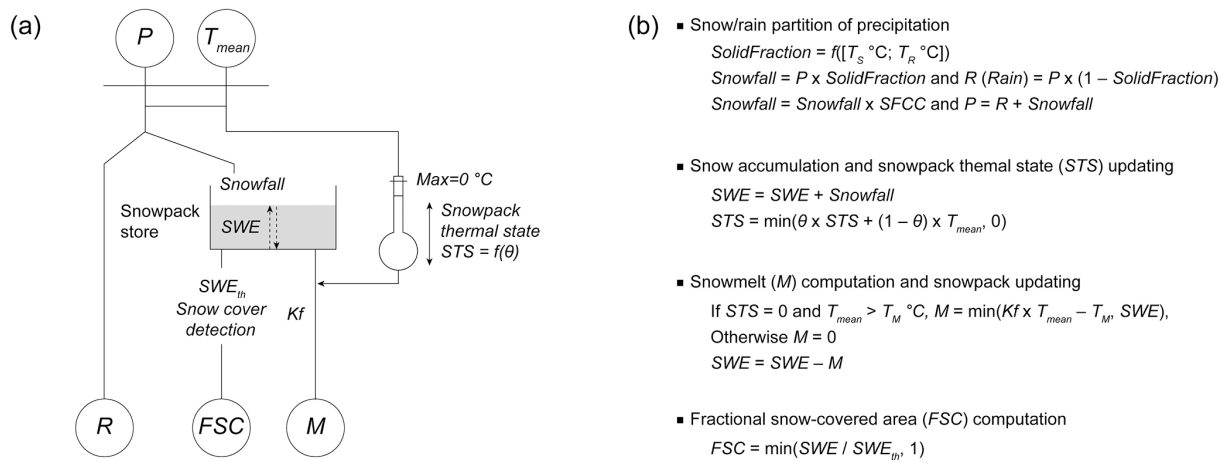 (a)
P
T_mean
Snowfall
Max=0 °C
Snowpack
store
SWE
Snowpack
thermal state
STS = f(θ)
SWE_th
Snow cover
detection
Kf
R
FSC
M
(b)
▪ Snow/rain partition of precipitation
SolidFraction = f([T_S °C; T_R °C])
Snowfall = P x SolidFraction and R (Rain) = P x (1 – SolidFraction)
Snowfall = Snowfall x SFCC and P = R + Snowfall
▪ Snow accumulation and snowpack themal state (STS) updating
SWE = SWE + Snowfall
STS = min(θ x STS + (1 – θ) x T_mean, 0)
▪ Snowmelt (M) computation and snowpack updating
If STS = 0 and T_mean > T_M °C, M = min(Kf x T_mean – T_M, SWE),
Otherwise M = 0
SWE = SWE – M
▪ Fractional snow-covered area (FSC) computation
FSC = min(SWE / SWE_th, 1)